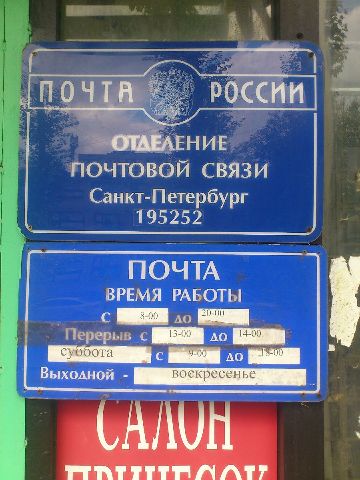 ПОЧТА РОССИИ
ОТДЕЛЕНИЕ
ПОЧТОВОЙ СВЯЗИ
Санкт-Петербург
195252
ПОЧТА
ВРЕМЯ РАБОТЫ
с 8-00 до 20-00
Перерыв с 13-00 до 14-00
суббота с 9-00 до 18-00
Выходной - воскресенье
САЛОН
ПРИЧЕСОК